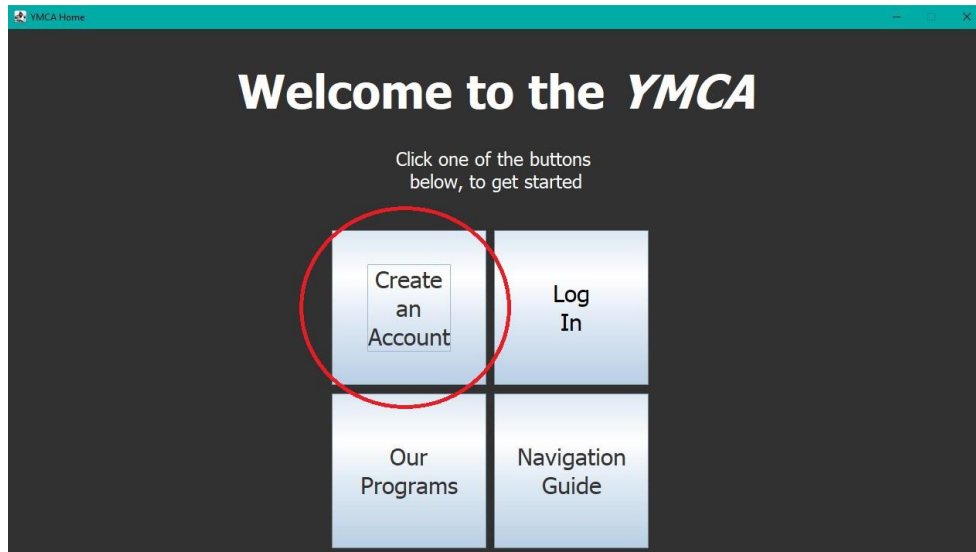 YMCA Home
Welcome to the YMCA
Click one of the buttons
below, to get started
Create
an
Account
Log
In
Our
Programs
Navigation
Guide